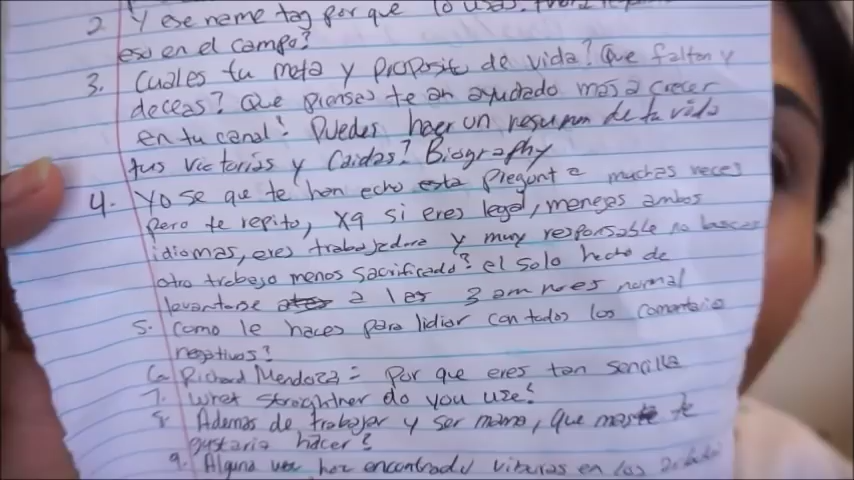 2. Y ese name tag por que lo usas.
eso en el campo?
3. Cual es tu meta y proposito de vida? Que falton y
deceas? Que piensas te an ayudado mas a crecer
en tu canal? Puedes hacer un resumen de tu vida
tus victorias y Caidas? Biography
4. Yo se que te han echo esta Pregunta muchas veces
pero te repito, xq si eres legal, menejas ambos
idiomas, eres trabajadora y muy responsable no buscas
otro trabajo menos sacrificado? el solo hecho de
levantarse a las 3 am no es normal
5. Como le haces para lidiar con todos los comentario
negativos?
6. Richard Mendoza = Por que eres tan sencilla
7. What straightner do you use?
8. Ademas de trabajar y ser mama, que mas te
gustaria hacer?
9. Alguna vez has encontrado viboras en los